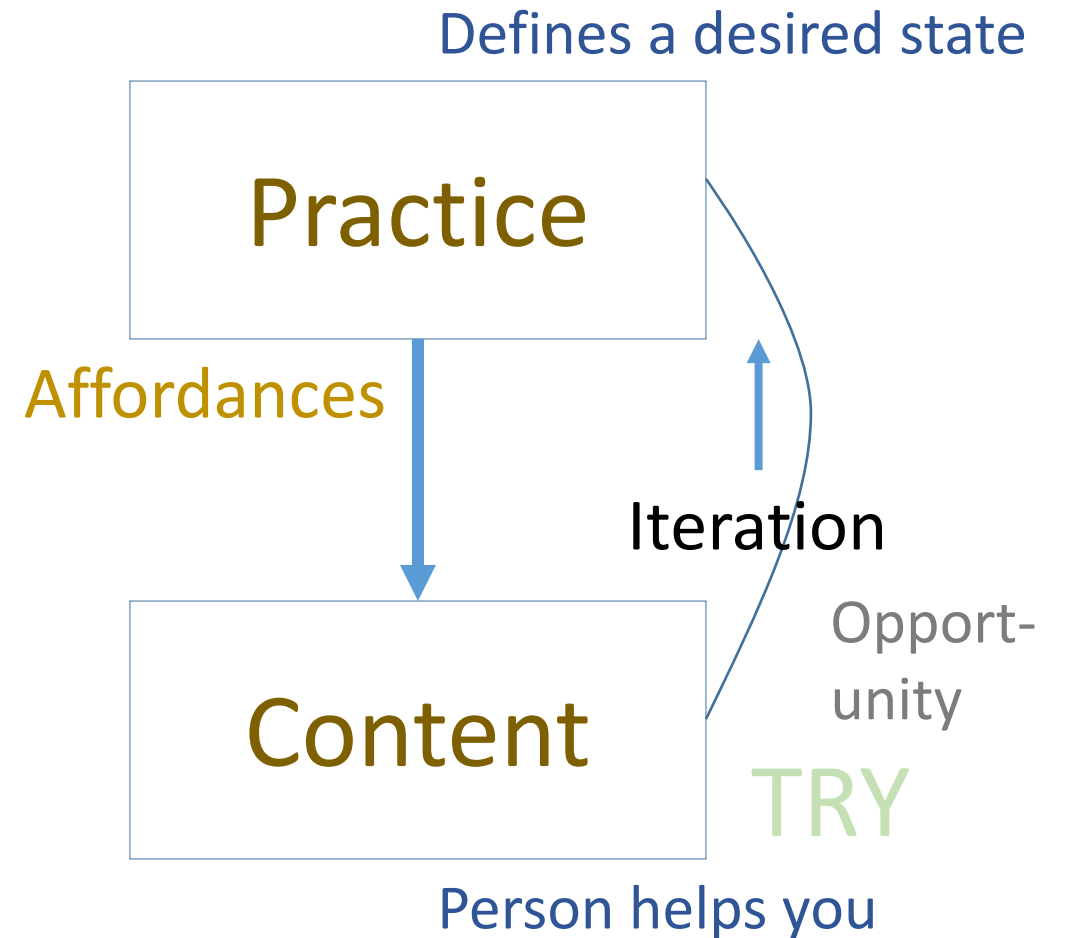 Defines a desired state
Practice
Affordances
Iteration
Opport-
unity
Content
TRY
Person helps you